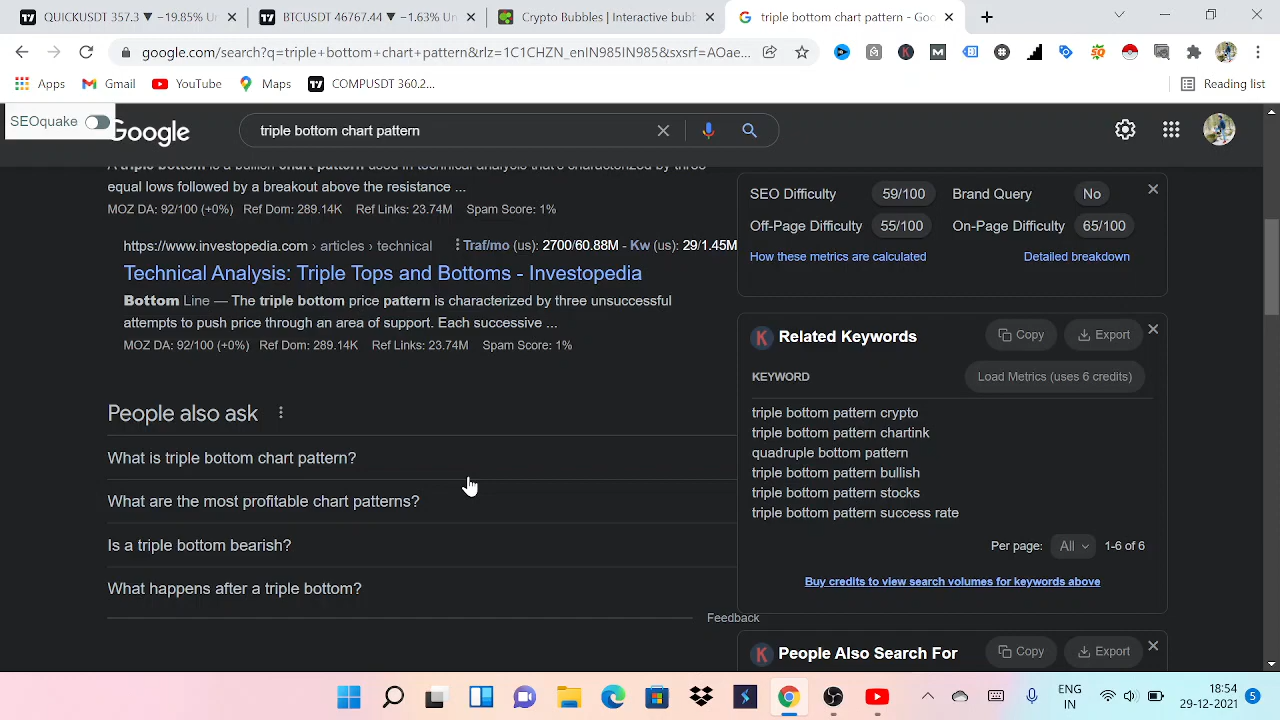 CUCKUSDT 357.3 ▼ −19.85% Un
BTCUSDT 46767.44 ▼ −1.63% Un
Crypto Bubbles | Interactive bubb
triple bottom chart pattern - Goo
google.com/search?q=triple+bottom+chart+pattern&rlz=1C1CHZN_enIN985IN985&sxsrf=AOae...
Apps
Gmail
YouTube
Maps
COMPUSDT 360.2...
Reading list
SEOquake
Google
triple bottom chart pattern
A triple bottom is a bullish chart pattern used in technical analysis that's characterized by three
equal lows followed by a breakout above the resistance ...
MOZ DA: 92/100 (+0%) Ref Dom: 289.14K Ref Links: 23.74M Spam Score: 1%
https://www.investopedia.com › articles › technical
Traf/mo (us): 2700/60.88M - Kw (us): 29/1.45M
Technical Analysis: Triple Tops and Bottoms - Investopedia
Bottom Line — The triple bottom price pattern is characterized by three unsuccessful
attempts to push price through an area of support. Each successive ...
MOZ DA: 92/100 (+0%) Ref Dom: 289.14K Ref Links: 23.74M Spam Score: 1%
People also ask
What is triple bottom chart pattern?
What are the most profitable chart patterns?
Is a triple bottom bearish?
What happens after a triple bottom?
Feedback
SEO Difficulty 59/100 Brand Query No
Off-Page Difficulty 55/100 On-Page Difficulty 65/100
How these metrics are calculated Detailed breakdown
K Related Keywords Copy Export
KEYWORD Load Metrics (uses 6 credits)
triple bottom pattern crypto
triple bottom pattern chartink
quadruple bottom pattern
triple bottom pattern bullish
triple bottom pattern stocks
triple bottom pattern success rate
Per page: All 1-6 of 6
Buy credits to view search volumes for keywords above
K People Also Search For Copy Export
ENG
IN
18:54
29-12-2021
5